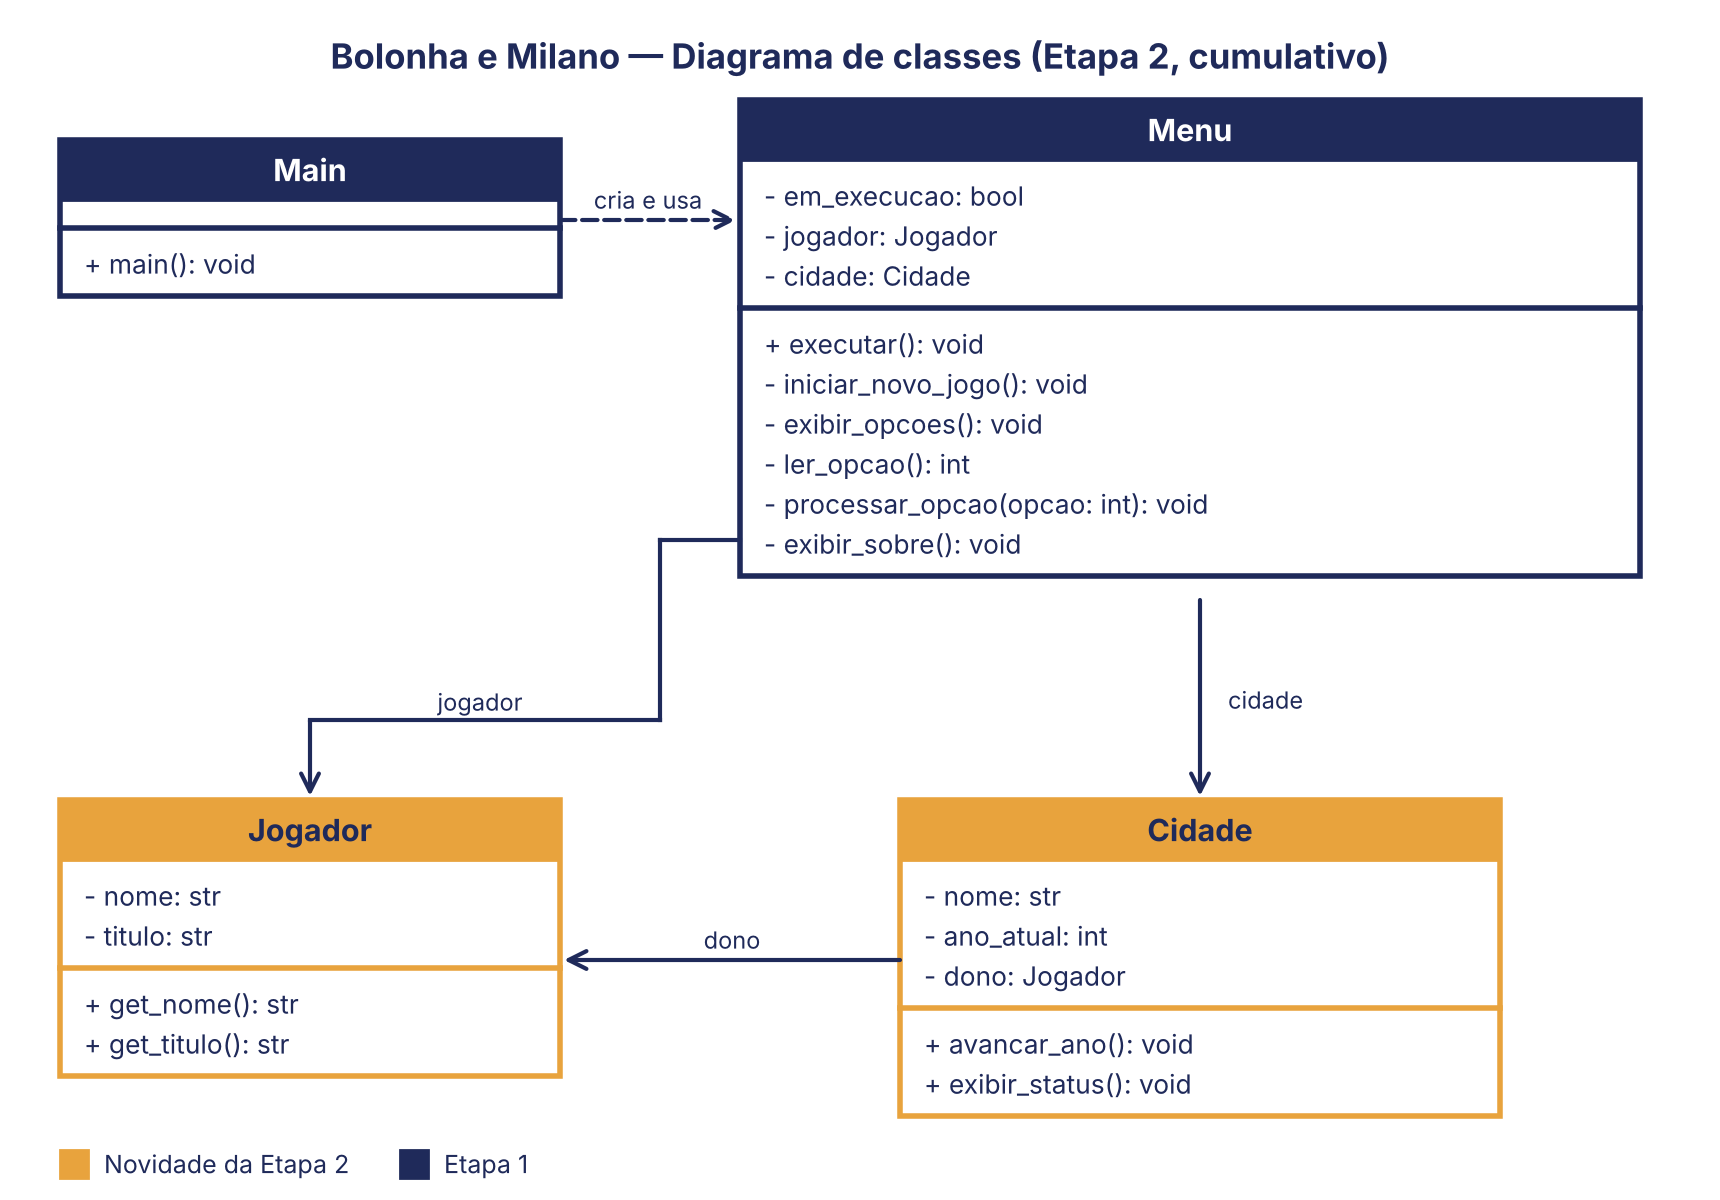 Bolonha e Milano — Diagrama de classes (Etapa 2, cumulativo)
Main
+ main(): void
cria e usa
Menu
- em_execucao: bool
- jogador: Jogador
- cidade: Cidade
+ executar(): void
- iniciar_novo_jogo(): void
- exibir_opcoes(): void
- ler_opcao(): int
- processar_opcao(opcao: int): void
- exibir_sobre(): void
jogador
cidade
Jogador
- nome: str
- titulo: str
+ get_nome(): str
+ get_titulo(): str
dono
Cidade
- nome: str
- ano_atual: int
- dono: Jogador
+ avancar_ano(): void
+ exibir_status(): void
Novidade da Etapa 2
Etapa 1